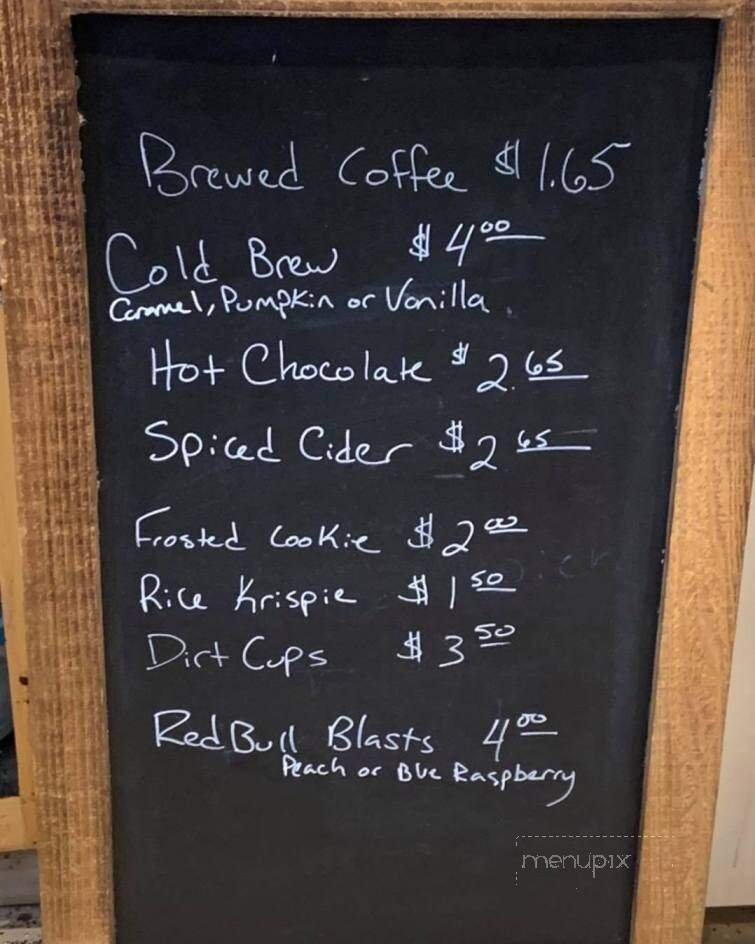 Brewed Coffee $1.65
Cold Brew $4.00
Caramel, Pumpkin or Vanilla
Hot Chocolate $2.65
Spiced Cider $2.65
Frosted Cookie $2.00
Rice Krispie $1.50
Dirt Cups $3.50
Red Bull Blasts 4.00
Peach or Blue Raspberry
menupix